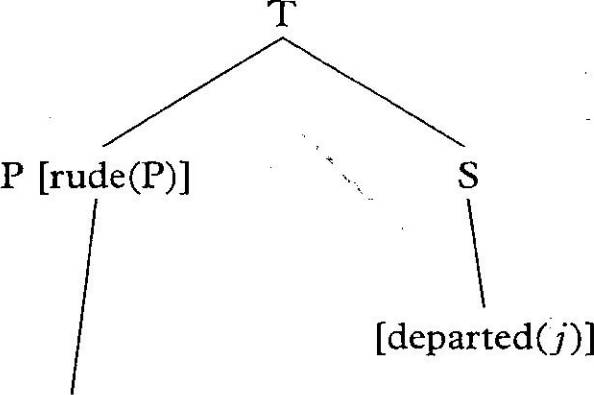 T
P [rude(P)]
S
[departed(j)]